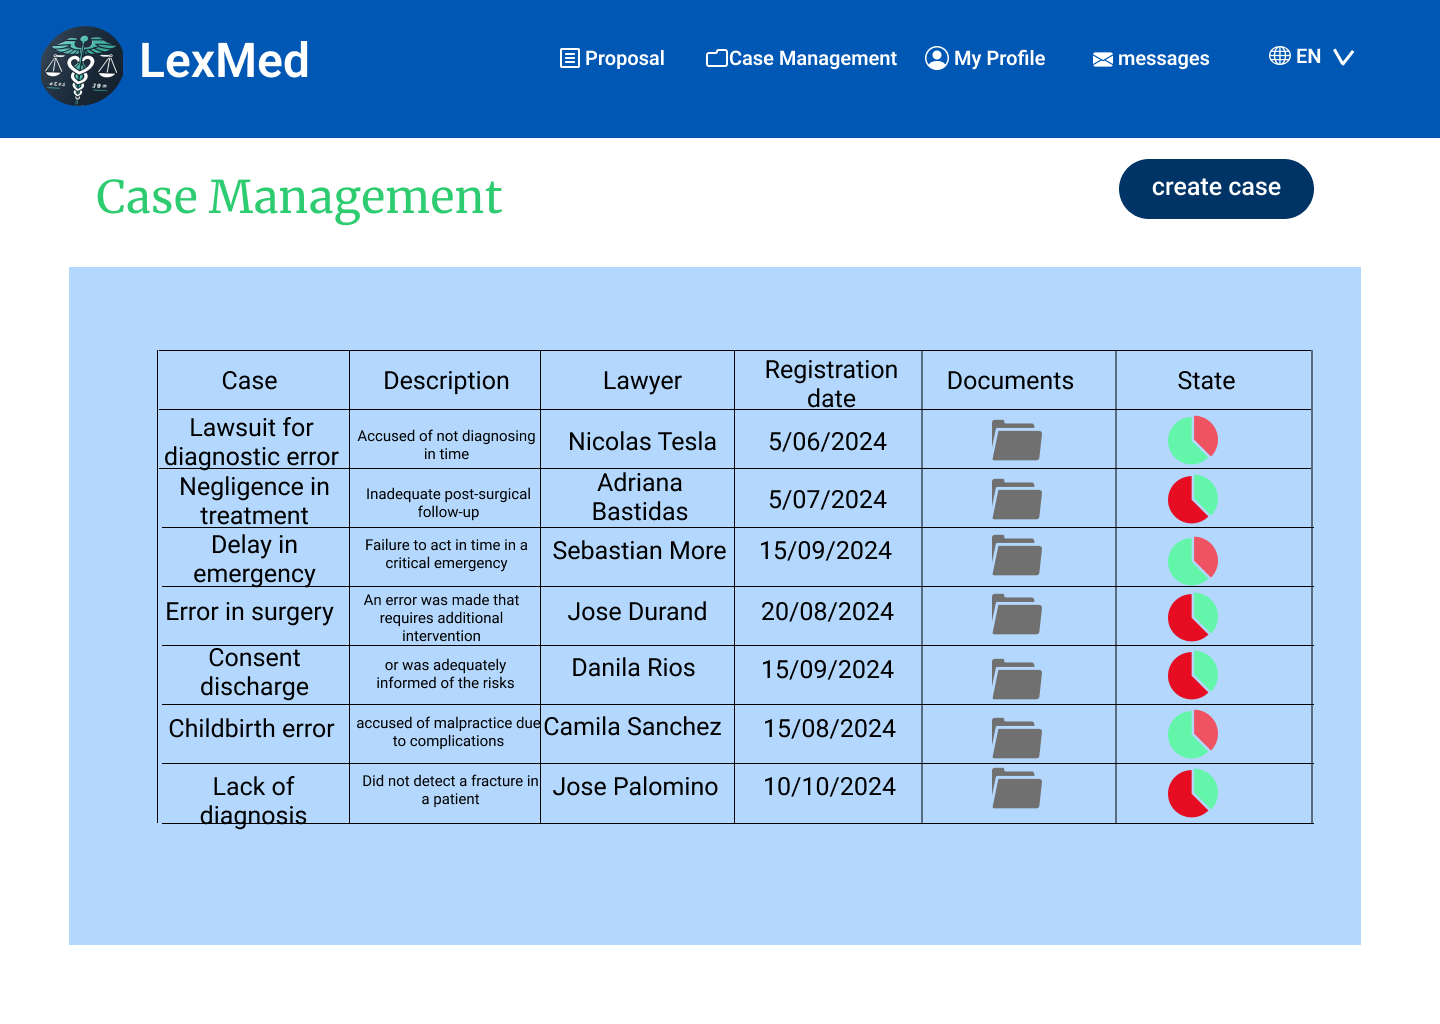 LexMed
Proposal
Case Management
My Profile
messages
EN
Case Management
create case
Case
Description
Lawyer
Registration
date
Documents
State
Lawsuit for
diagnostic error
Accused of not diagnosing
in time
Nicolas Tesla
5/06/2024
Negligence in
treatment
Inadequate post-surgical
follow-up
Adriana
Bastidas
5/07/2024
Delay in
emergency
Failure to act in time in a
critical emergency
Sebastian More
15/09/2024
Error in surgery
An error was made that
requires additional
intervention
Jose Durand
20/08/2024
Consent
discharge
or was adequately
informed of the risks
Danila Rios
15/09/2024
Childbirth error
accused of malpractice due
to complications
Camila Sanchez
15/08/2024
Lack of
diagnosis
Did not detect a fracture in
a patient
Jose Palomino
10/10/2024